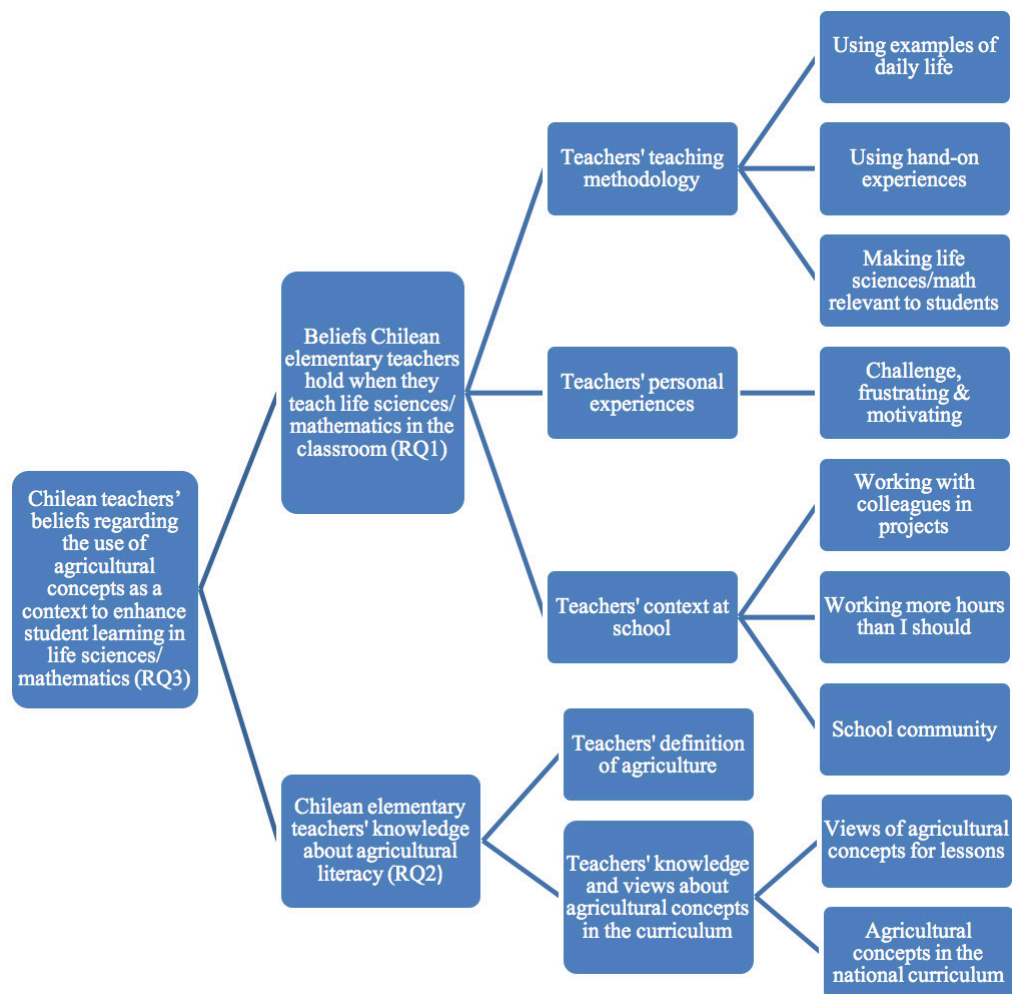 Chilean teachers’
beliefs regarding
the use of
agricultural
concepts as a
context to enhance
student learning in
life sciences/
mathematics (RQ3)
Beliefs Chilean
elementary teachers
hold when they
teach life sciences/
mathematics in the
classroom (RQ1)
Teachers' teaching
methodology
Using examples of
daily life
Using hand-on
experiences
Making life
sciences/math
relevant to students
Teachers' personal
experiences
Challenge,
frustrating &
motivating
Teachers' context at
school
Working with
colleagues in
projects
Working more hours
than I should
School community
Chilean elementary
teachers' knowledge
about agricultural
literacy (RQ2)
Teachers' definition
of agriculture
Teachers' knowledge
and views about
agricultural concepts
in the curriculum
Views of agricultural
concepts for lessons
Agricultural
concepts in the
national curriculum